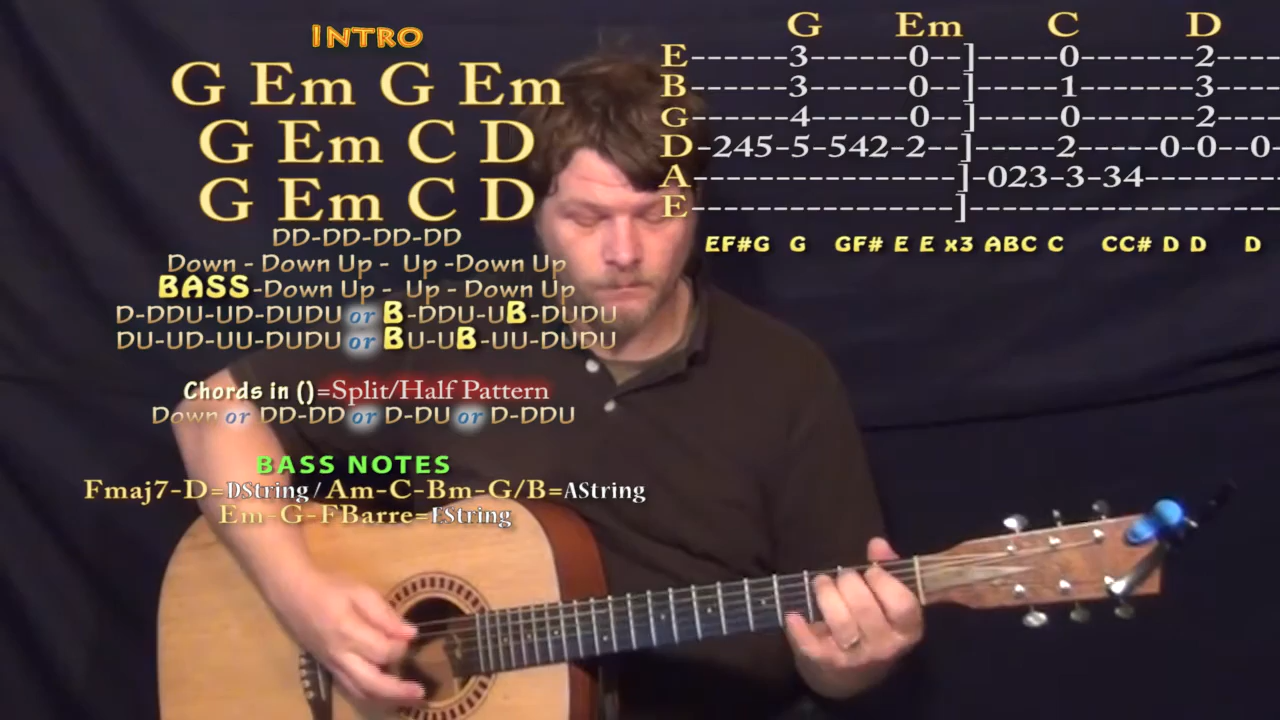 INTRO
G Em G Em
G Em C D
G Em C D
DD-DD-DD-DD
Down - Down Up - Up -Down Up
BASS-Down Up - Up - Down Up
D-DDU-UD-DUDU or B-DDU-UB-DUDU
DU-UD-UU-DUDU or BU-UB-UU-DUDU
Chords in ()=Split/Half Pattern
Down or DD-DD or D-DU or D-DDU
BASS NOTES
Fmaj7-D=DString / Am-C-Bm-G/B=AString
Em-G-FBarre=EString
G Em C D
E------3------0--]-----0------2----
B------3------0--]-----1------3----
G------4------0--]-----0------2----
D-245-5-542-2--]-----2-----0-0--0-
A---------------]-023-3-34---------
E---------------]------------------
EF#G G GF# E E x3 ABC C CC# D D D